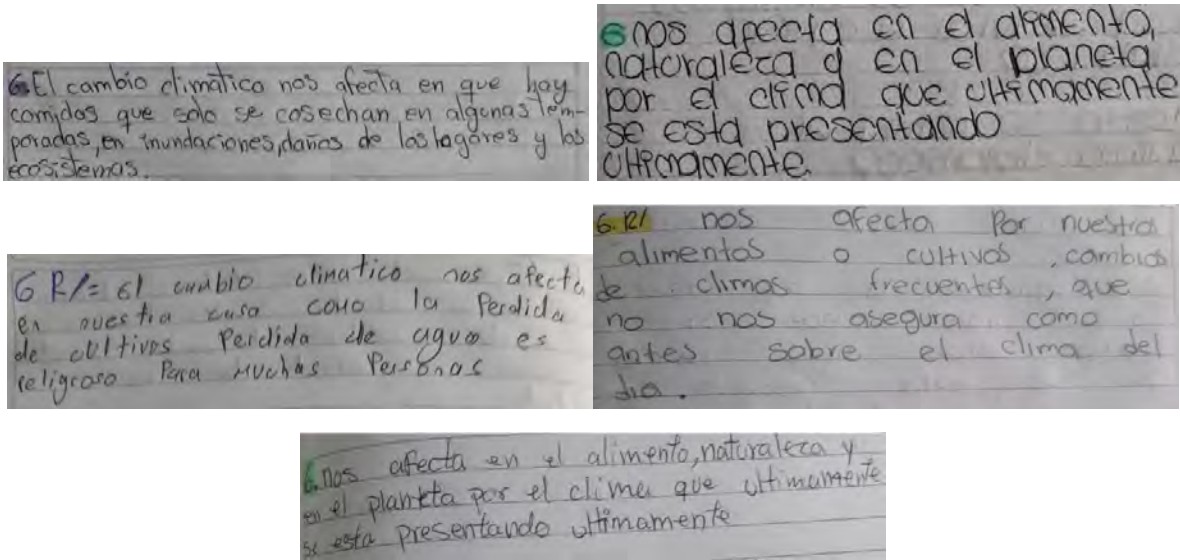 6. El cambio climático nos afecta en que hay
comidas que solo se cosechan en algunas tem-
poradas, en inundaciones, daños de los hogares y los
ecosistemas.
6 nos afecta en el alimento,
naturaleza y en el planeta
por el clima que ultimamente
se esta presentando
ultimamente.
6 R/= el cambio climatico nos afecta
en nuestra casa como la Perdida
de cultivos Perdida de agua es
Peligroso Para muchas Personas
6. R/ nos afecta Por nuestros
alimentos o cultivos, cambios
de climas frecuentes, que
no nos asegura como
antes sobre el clima del
dia.
6. nos afecta en el alimento, naturaleza y
en el planeta por el clima que ultimamente
se esta presentando ultimamente